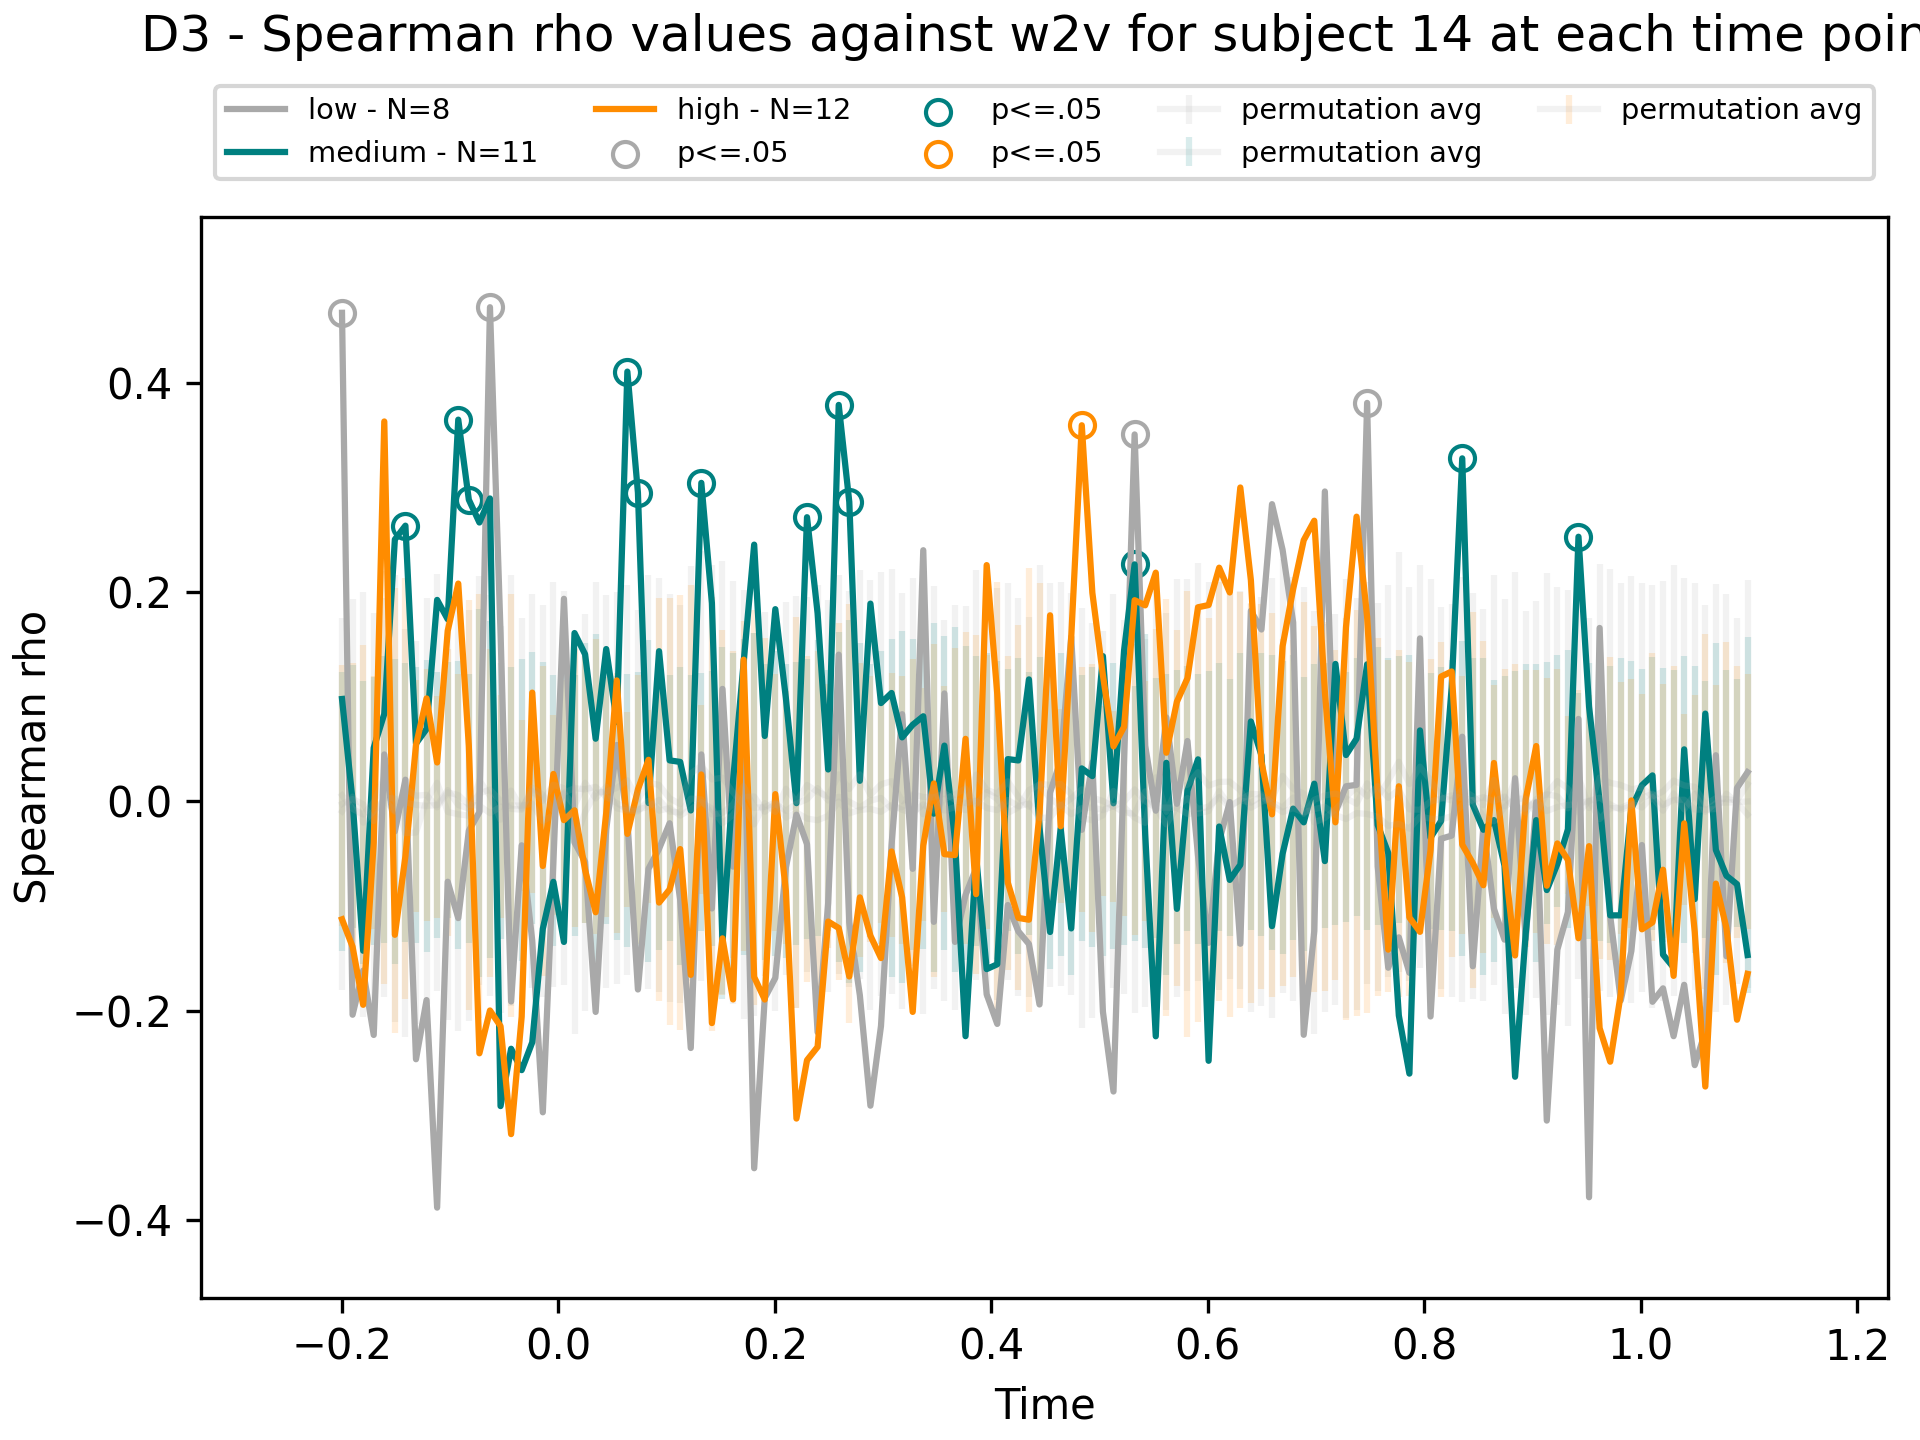 D3 - Spearman rho values against w2v for subject 14 at each time poin
low - N=8
medium - N=11
high - N=12
p<=.05
p<=.05
p<=.05
permutation avg
permutation avg
permutation avg
Spearman rho
0.4
0.2
0.0
−0.2
−0.4
−0.2 0.0 0.2 0.4 0.6 0.8 1.0 1.2
Time